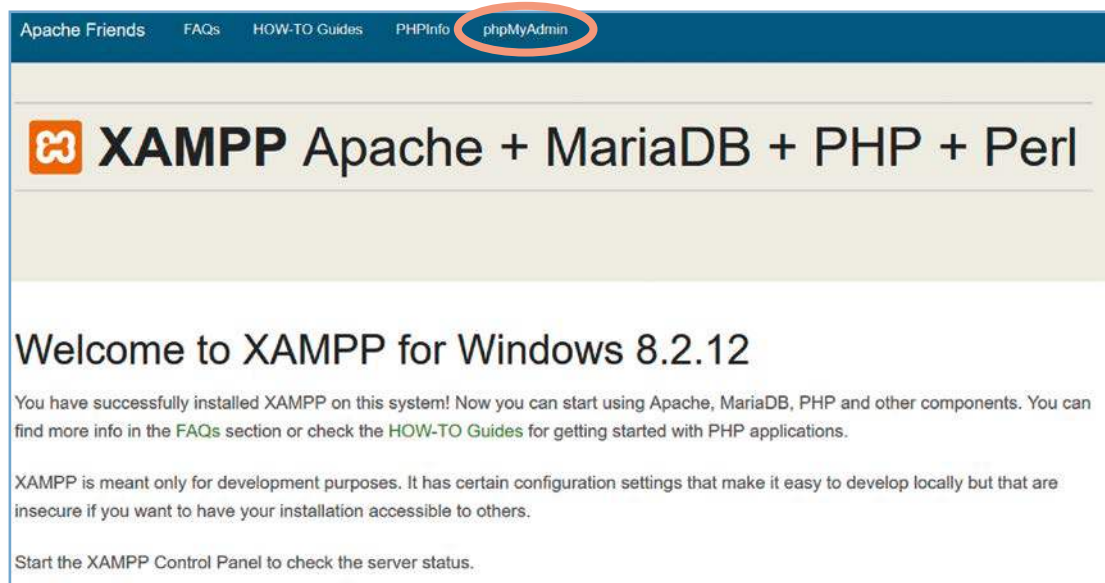 Apache Friends FAQs HOW-TO Guides PHPInfo phpMyAdmin
XAMPP Apache + MariaDB + PHP + Perl
Welcome to XAMPP for Windows 8.2.12
You have successfully installed XAMPP on this system! Now you can start using Apache, MariaDB, PHP and other components. You can
find more info in the FAQs section or check the HOW-TO Guides for getting started with PHP applications.
XAMPP is meant only for development purposes. It has certain configuration settings that make it easy to develop locally but that are
insecure if you want to have your installation accessible to others.
Start the XAMPP Control Panel to check the server status.